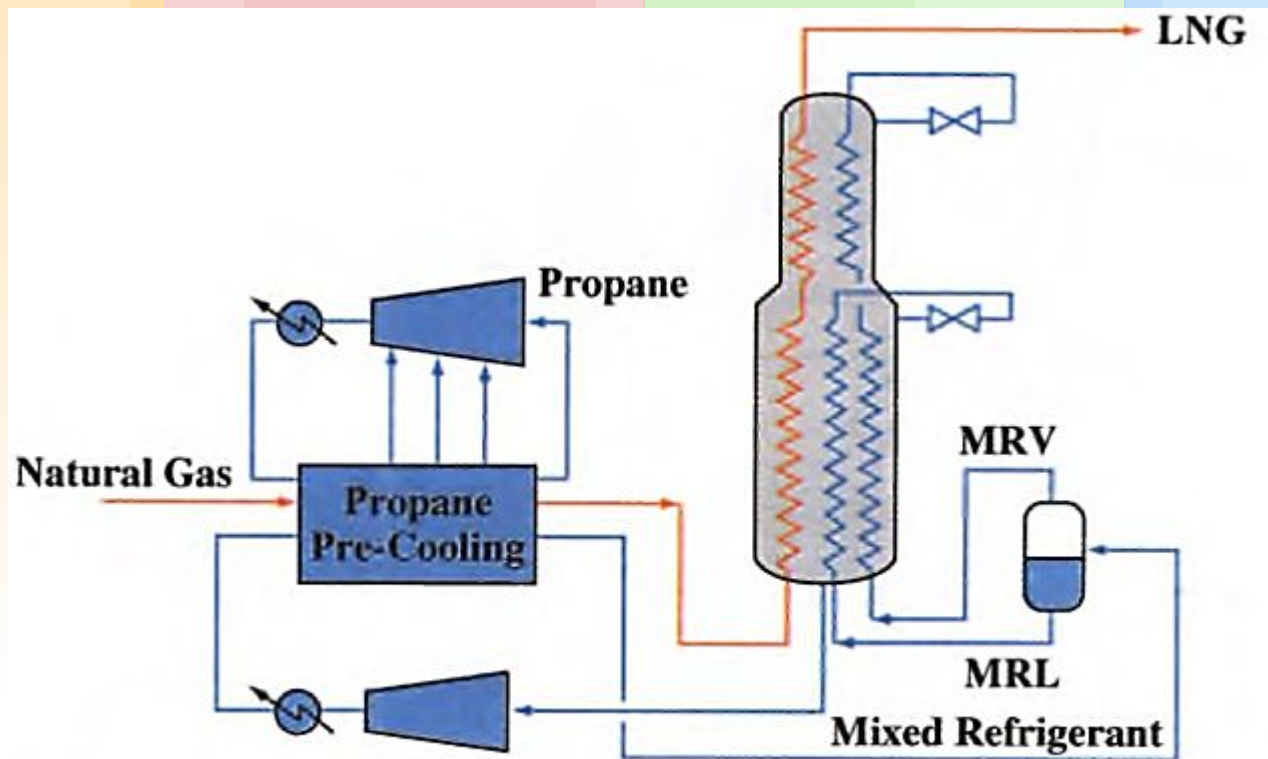 LNG
Propane
MRV
Natural Gas
Propane
Pre-Cooling
MRL
Mixed Refrigerant